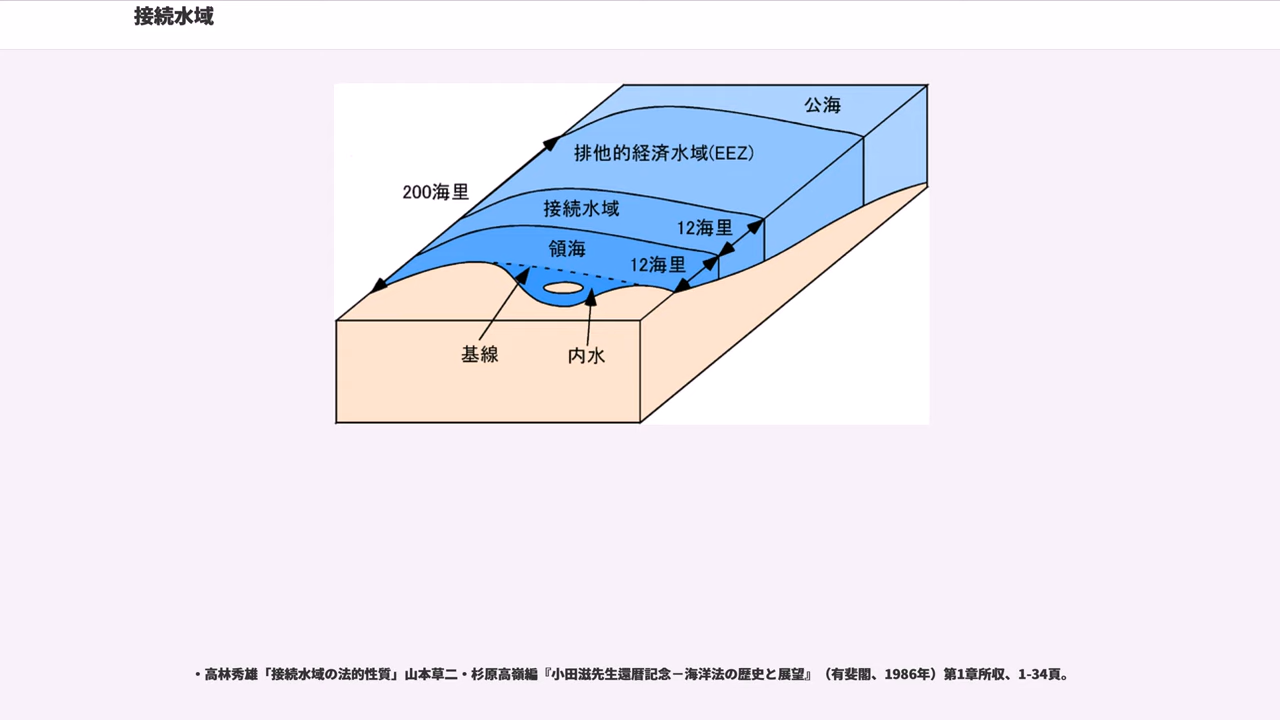 接続水域
公海
排他的経済水域(EEZ)
200海里
接続水域
12海里
領海
12海里
基線
内水
・高林秀雄「接続水域の法的性質」山本草二・杉原高嶺編『小田滋先生還暦記念－海洋法の歴史と展望』（有斐閣、1986年）第1章所収、1-34頁。